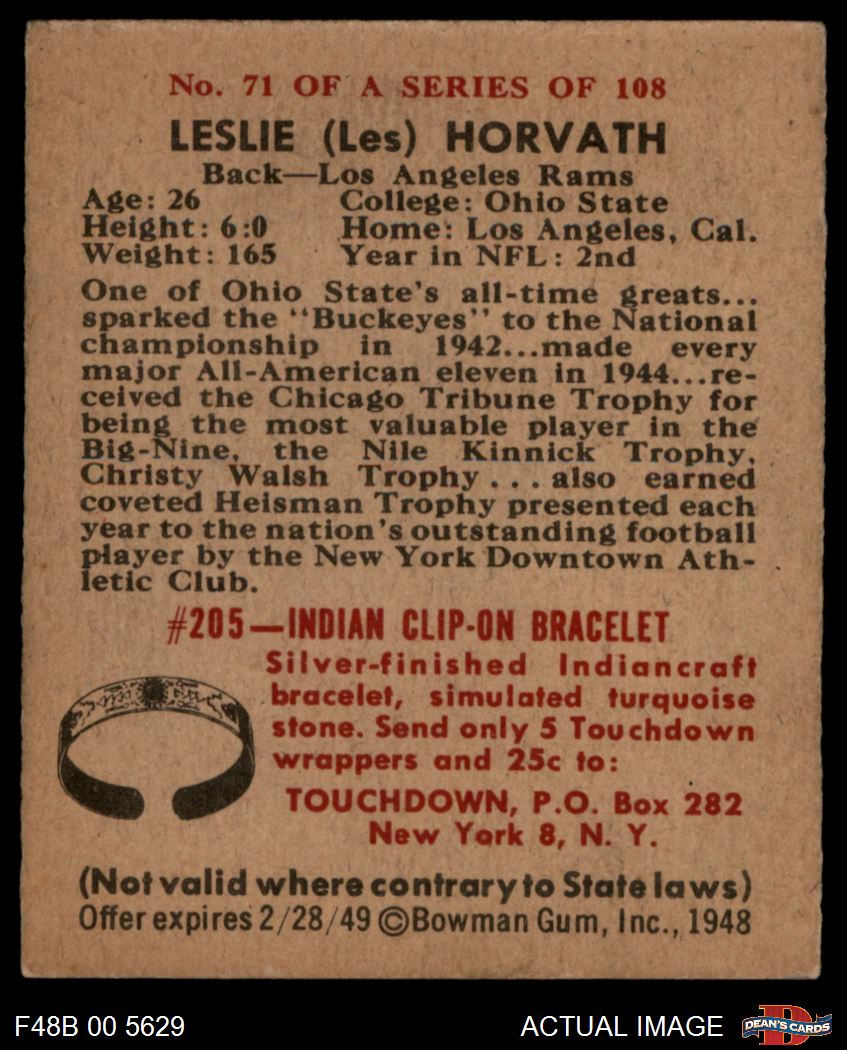 No. 71 OF A SERIES OF 108
LESLIE (Les) HORVATH
Back—Los Angeles Rams
Age: 26 College: Ohio State
Height: 6:0 Home: Los Angeles, Cal.
Weight: 165 Year in NFL: 2nd
One of Ohio State's all-time greats...
sparked the "Buckeyes" to the National
championship in 1942...made every
major All-American eleven in 1944...re-
ceived the Chicago Tribune Trophy for
being the most valuable player in the
Big-Nine, the Nile Kinnick Trophy,
Christy Walsh Trophy...also earned
coveted Heisman Trophy presented each
year to the nation's outstanding football
player by the New York Downtown Ath-
letic Club.
#205—INDIAN CLIP-ON BRACELET
Silver-finished Indiancraft
bracelet, simulated turquoise
stone. Send only 5 Touchdown
wrappers and 25c to:
TOUCHDOWN, P.O. Box 282
New York 8, N. Y.
(Not valid where contrary to State laws)
Offer expires 2/28/49 ©Bowman Gum, Inc., 1948
F48B 00 5629 ACTUAL IMAGE
DEAN'S CARDS